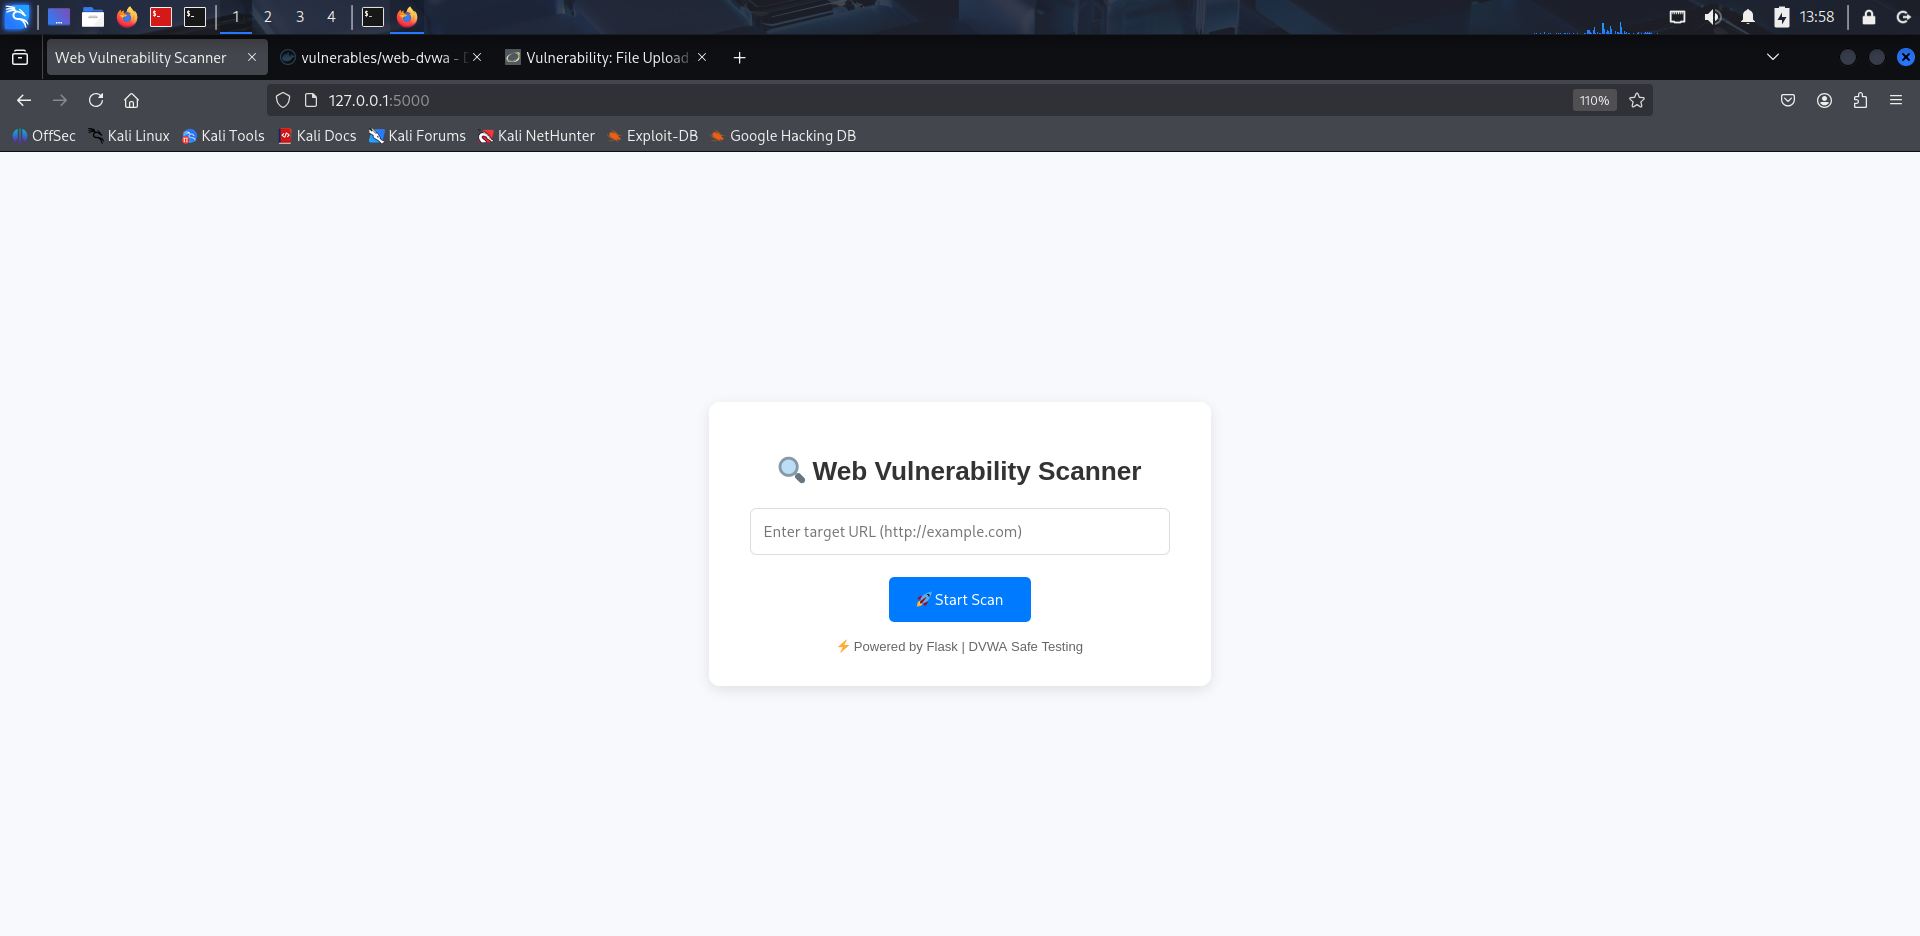 1 2 3 4 13:58
Web Vulnerability Scanner vulnerables/web-dvwa - Vulnerability: File Upload
127.0.0.1:5000 110%
OffSec Kali Linux Kali Tools Kali Docs Kali Forums Kali NetHunter Exploit-DB Google Hacking DB
Web Vulnerability Scanner
Enter target URL (http://example.com)
Start Scan
Powered by Flask | DVWA Safe Testing